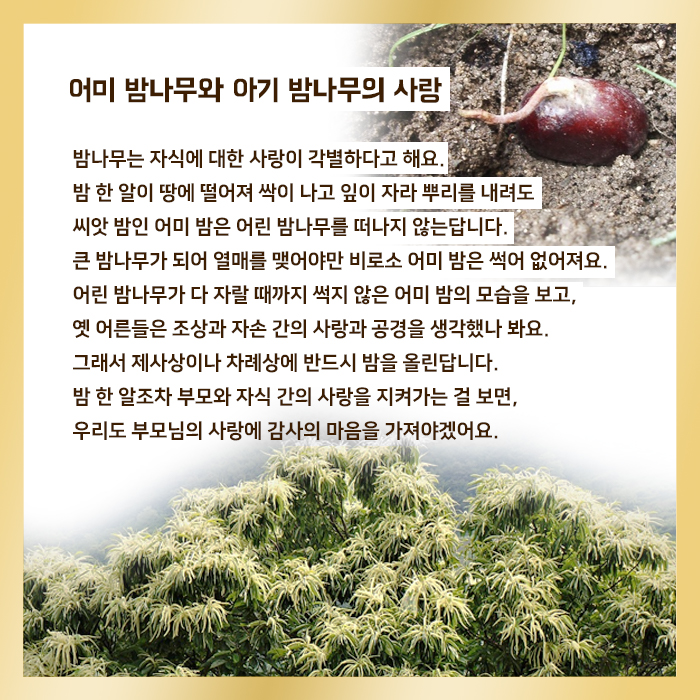 어미 밤나무와 아기 밤나무의 사랑
밤나무는 자식에 대한 사랑이 각별하다고 해요.
밤 한 알이 땅에 떨어져 싹이 나고 잎이 자라 뿌리를 내려도
씨앗 밤인 어미 밤은 어린 밤나무를 떠나지 않는답니다.
큰 밤나무가 되어 열매를 맺어야만 비로소 어미 밤은 썩어 없어져요.
어린 밤나무가 다 자랄 때까지 썩지 않은 어미 밤의 모습을 보고,
옛 어른들은 조상과 자손 간의 사랑과 공경을 생각했나 봐요.
그래서 제사상이나 차례상에 반드시 밤을 올린답니다.
밤 한 알조차 부모와 자식 간의 사랑을 지켜가는 걸 보면,
우리도 부모님의 사랑에 감사의 마음을 가져야겠어요.